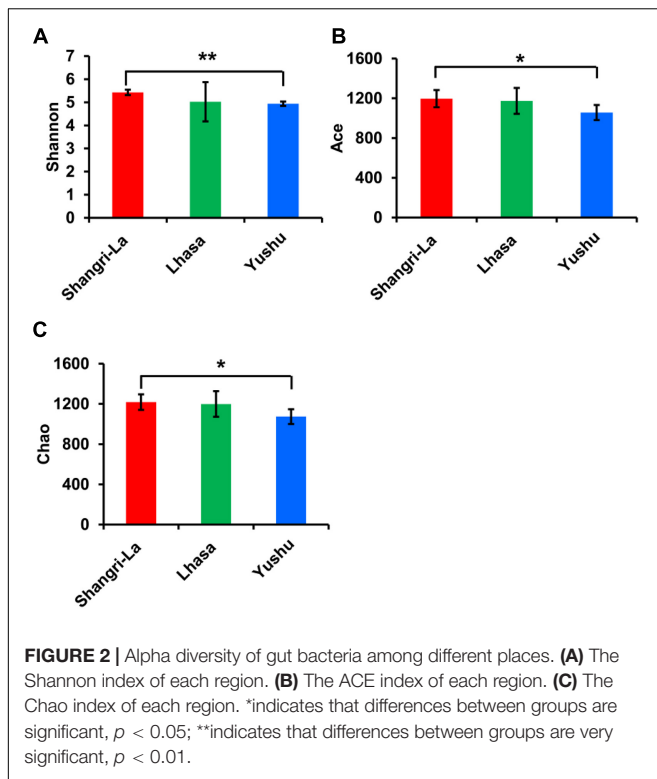 A
**
7
6
5
4
3
2
1
0
Shannon
Shangri-La
Lhasa
Yushu
B
*
1600
1200
800
400
0
Ace
Shangri-La
Lhasa
Yushu
C
*
1600
1200
800
400
0
Chao
Shangri-La
Lhasa
Yushu
FIGURE 2 | Alpha diversity of gut bacteria among different places. (A) The
Shannon index of each region. (B) The ACE index of each region. (C) The
Chao index of each region. *indicates that differences between groups are
significant, p < 0.05; **indicates that differences between groups are very
significant, p < 0.01.